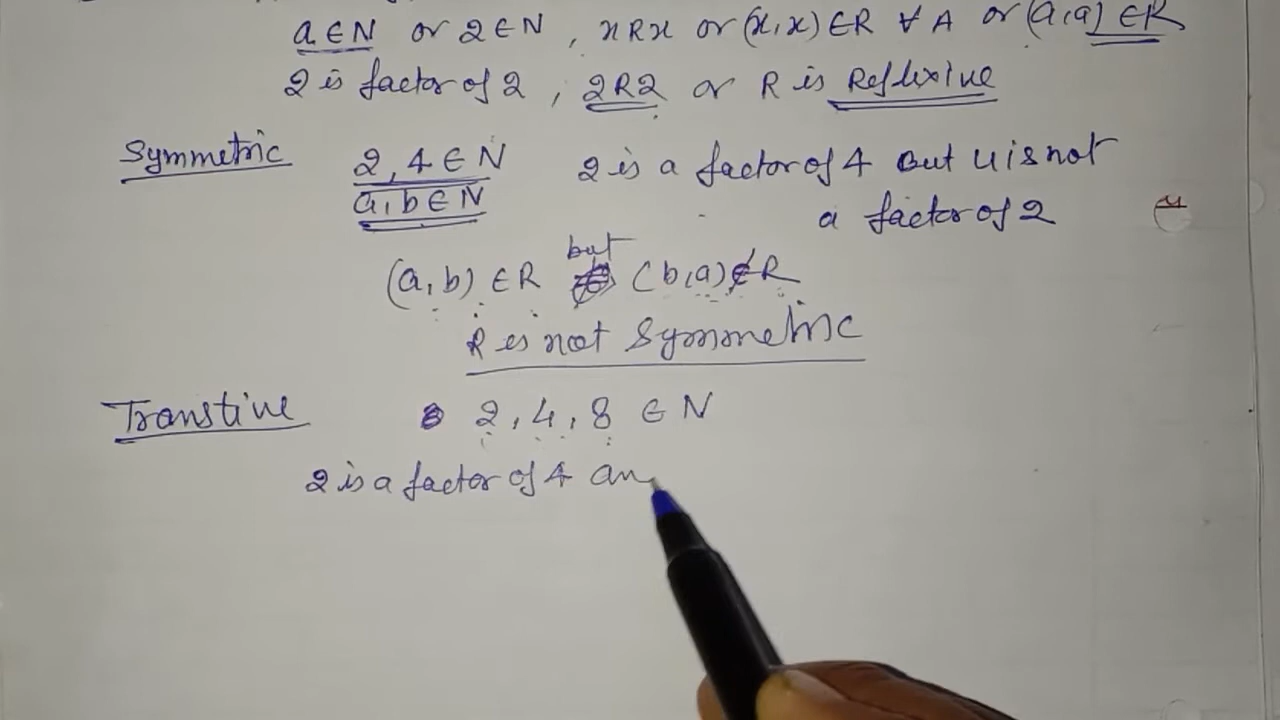 a ∈ N or 2 ∈ N , xRx or (x,x) ∈ R ∀ A or (a,a) ∈ R
2 is factor of 2 , 2R2 or R is Reflexive
Symmetric 2, 4 ∈ N 2 is a factor of 4 but 4 is not
a, b ∈ N a factor of 2
but
(a, b) ∈ R (b,a) ∉ R
R is not Symmetric
Transtive 2, 4, 8 ∈ N
2 is a factor of 4 an